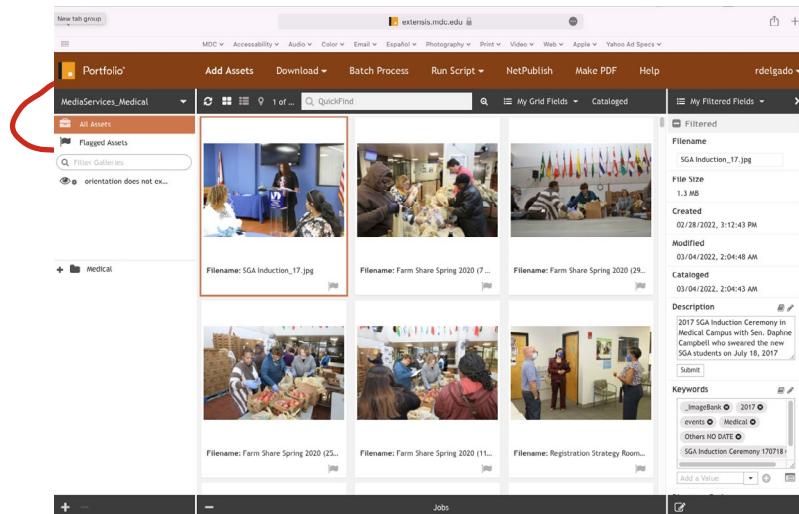 New tab group
extensis.mdc.edu
MDC Accessability Audio Color Email Español Photography Print Video Web Apple Yahoo Ad Specs
Portfolio
Add Assets Download Batch Process Run Script NetPublish Make PDF Help rdelgado
MediaServices_Medical
1 of ... QuickFind My Grid Fields Cataloged
My Filtered Fields
All Assets
Flagged Assets
Filter Galleries
orientation does not ex...
Medical
Filename: SGA Induction_17.jpg
Filename: Farm Share Spring 2020 (7 ...
Filename: Farm Share Spring 2020 (29...
Filename: Farm Share Spring 2020 (25...
Filename: Farm Share Spring 2020 (11...
Filename: Registration Strategy Room...
Filtered
Filename
SGA Induction_17.jpg
File Size
1.3 MB
Created
02/28/2022, 3:12:43 PM
Modified
03/04/2022, 2:04:48 AM
Cataloged
03/04/2022, 2:04:43 AM
Description
2017 SGA Induction Ceremony in
Medical Campus with Sen. Daphne
Campbell who sweared the new
SGA students on July 18, 2017
Submit
Keywords
_ImageBank 2017
events Medical
Others NO DATE
SGA Induction Ceremony 170718
Add a Value
Jobs